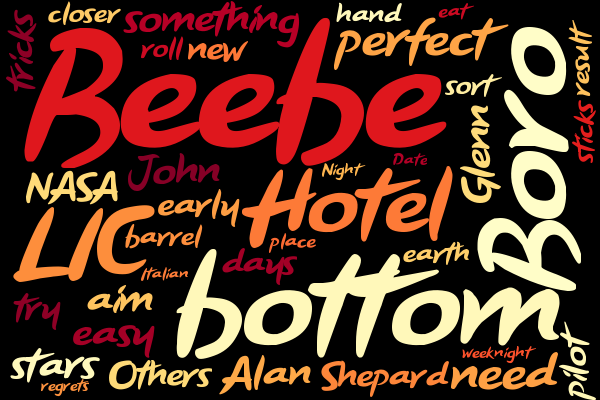 closer
something
hand
eat
tricks
roll
new
perfect
Beebe
sort
Boro
result
sticks
Glenn
John
Night
Date
NASA
early
Hotel
LIC
barrel
place
Italian
days
earth
try
aim
easy
bottom
stars
regrets
Others
Alan
Shepard
weeknight
need
pilot